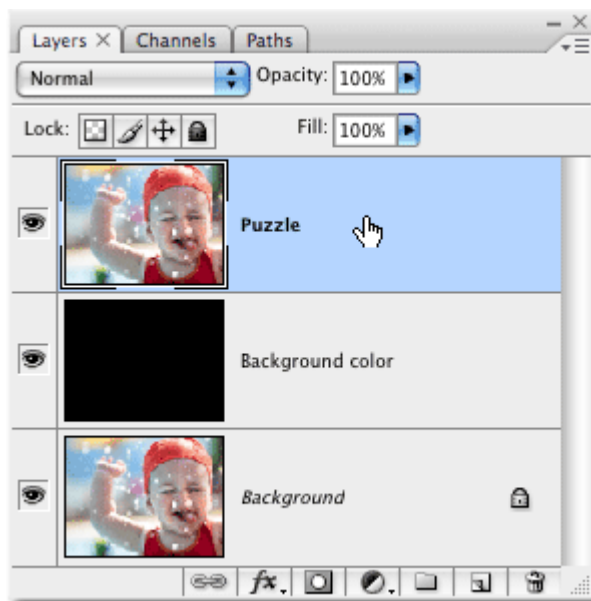 Layers × Channels Paths
Normal Opacity: 100%
Lock: Fill: 100%
Puzzle
Background color
Background
fx.